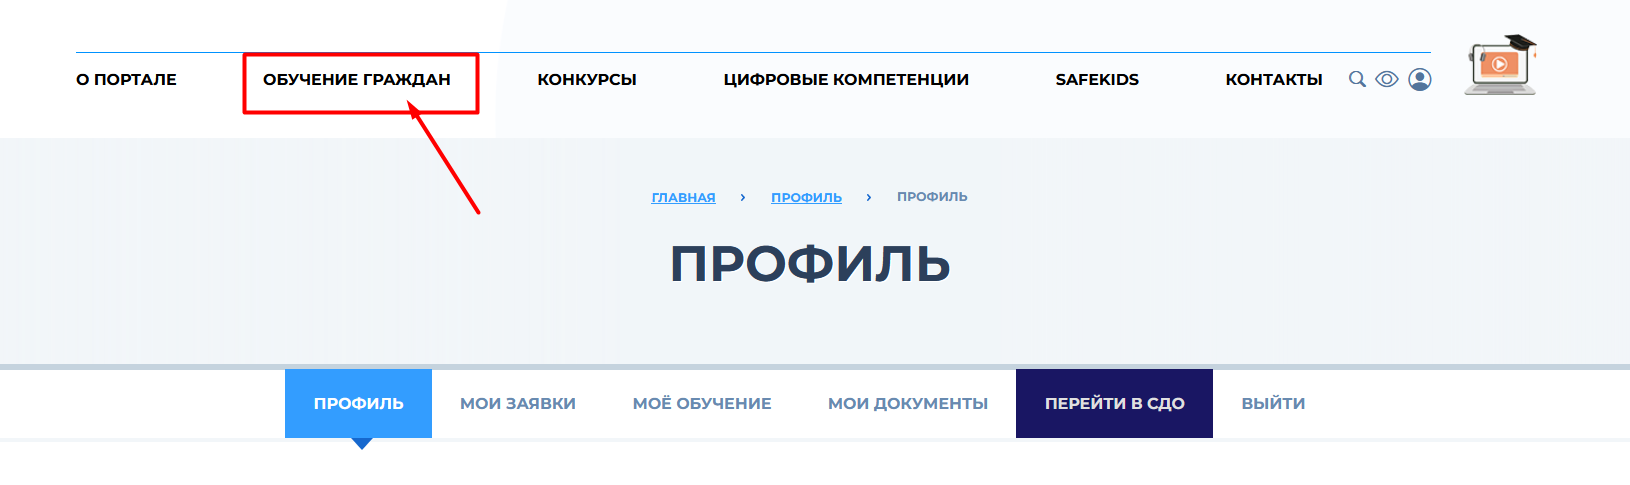 О ПОРТАЛЕ ОБУЧЕНИЕ ГРАЖДАН КОНКУРСЫ ЦИФРОВЫЕ КОМПЕТЕНЦИИ SAFEKIDS КОНТАКТЫ
ГЛАВНАЯ › ПРОФИЛЬ › ПРОФИЛЬ
ПРОФИЛЬ
ПРОФИЛЬ МОИ ЗАЯВКИ МОЁ ОБУЧЕНИЕ МОИ ДОКУМЕНТЫ ПЕРЕЙТИ В СДО ВЫЙТИ